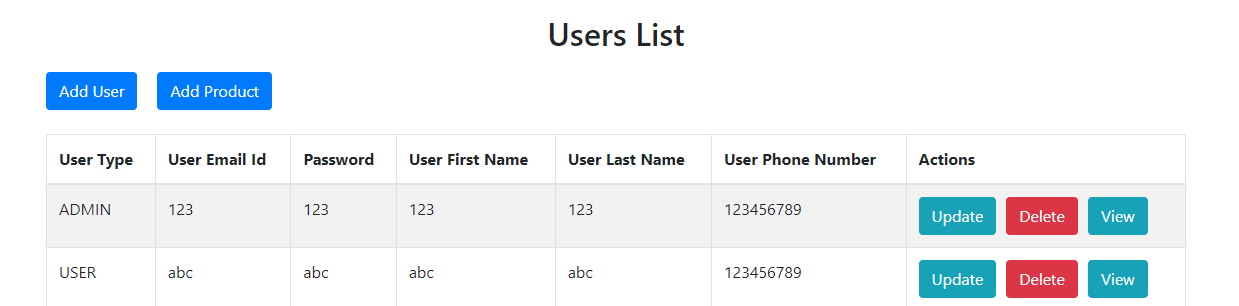 Users List
Add User Add Product
User Type User Email Id Password User First Name User Last Name User Phone Number Actions
ADMIN 123 123 123 123 123456789 Update Delete View
USER abc abc abc abc 123456789 Update Delete View